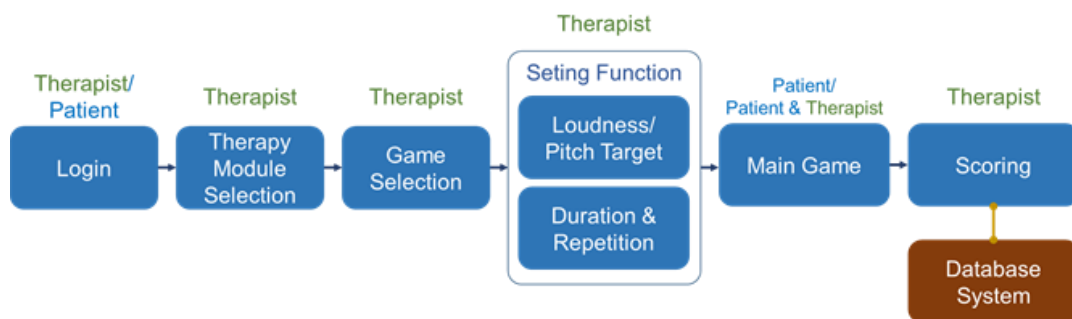 Therapist/
Patient
Login
Therapist
Therapy
Module
Selection
Therapist
Game
Selection
Therapist
Seting Function
Loudness/
Pitch Target
Duration &
Repetition
Patient/
Patient & Therapist
Main Game
Therapist
Scoring
Database
System